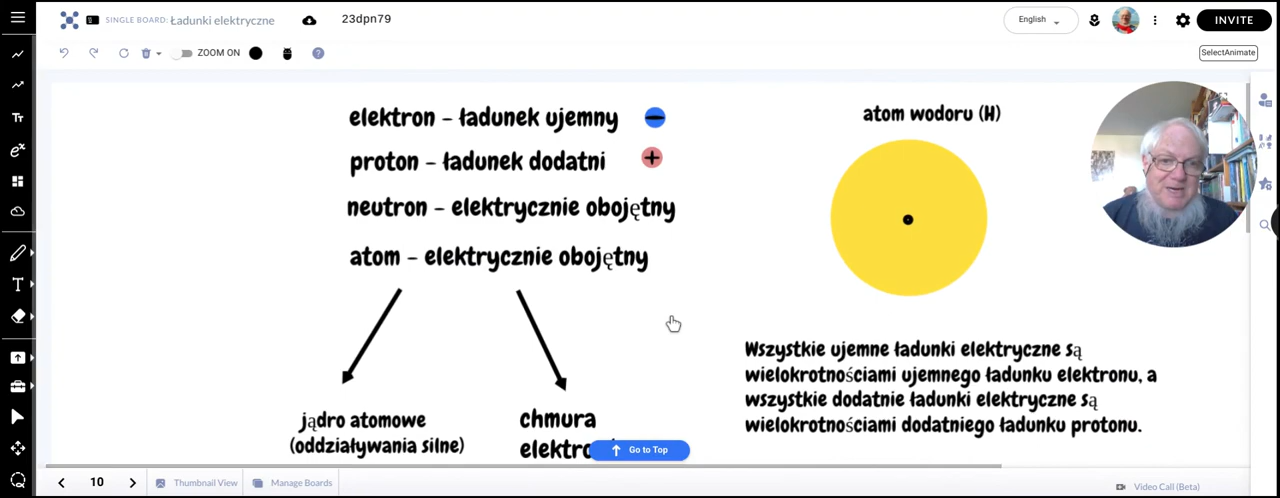 SINGLE BOARD: Ładunki elektryczne
23dpn79
English
INVITE
ZOOM ON
SelectAnimate
elektron - ładunek ujemny
proton - ładunek dodatni
neutron - elektrycznie obojętny
atom - elektrycznie obojętny
jądro atomowe
(oddziaływania silne)
chmura
atom wodoru (H)
Wszystkie ujemne ładunki elektryczne są
wielokrotnościami ujemnego ładunku elektronu, a
wszystkie dodatnie ładunki elektryczne są
wielokrotnościami dodatniego ładunku protonu.
Go to Top
10
Thumbnail View
Manage Boards
Video Call (Beta)